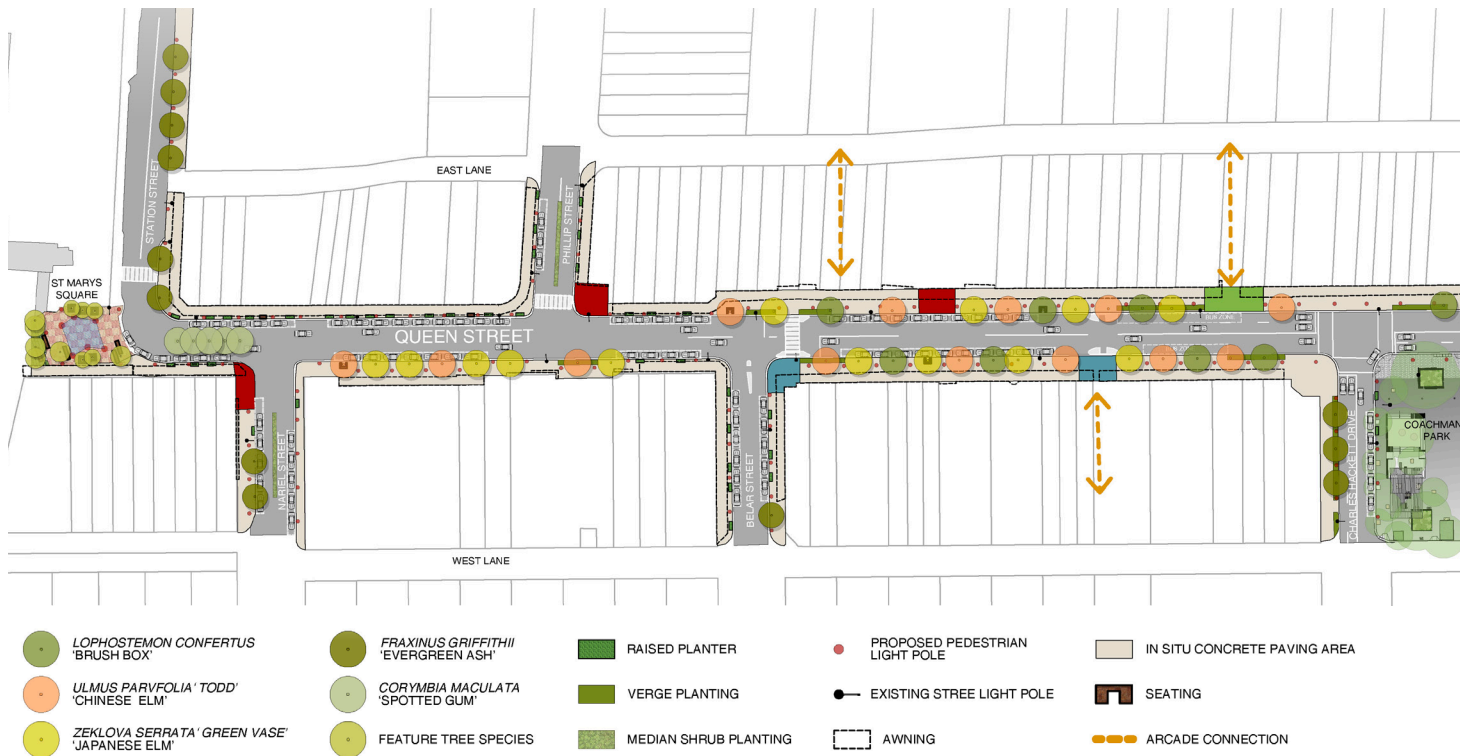 EAST LANE
STATION STREET
PHILLIP STREET
ST MARYS
SQUARE
QUEEN STREET
BUS ZONE
NARIEL STREET
BELAR STREET
CHARLES HACKETT DRIVE
COACHMAN
PARK
WEST LANE
LOPHOSTEMON CONFERTUS
'BRUSH BOX'
ULMUS PARVFOLIA' TODD'
'CHINESE ELM'
ZEKLOVA SERRATA' GREEN VASE'
'JAPANESE ELM'
FRAXINUS GRIFFITHII
'EVERGREEN ASH'
CORYMBIA MACULATA
'SPOTTED GUM'
FEATURE TREE SPECIES
RAISED PLANTER
VERGE PLANTING
MEDIAN SHRUB PLANTING
PROPOSED PEDESTRIAN
LIGHT POLE
EXISTING STREE LIGHT POLE
AWNING
IN SITU CONCRETE PAVING AREA
SEATING
ARCADE CONNECTION